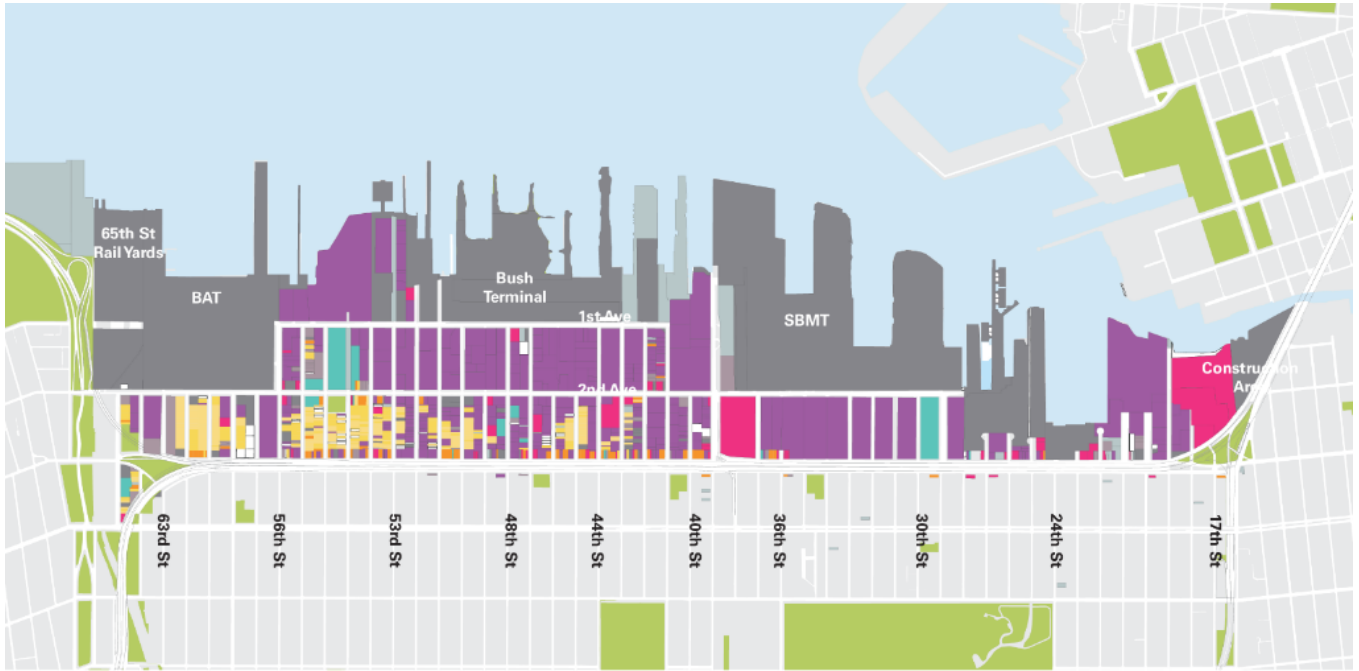 65th St
Rail Yards
BAT
Bush
Terminal
1st Ave
SBMT
2nd Ave
Construction
Area
63rd St
56th St
53rd St
48th St
44th St
40th St
36th St
30th St
24th St
17th St